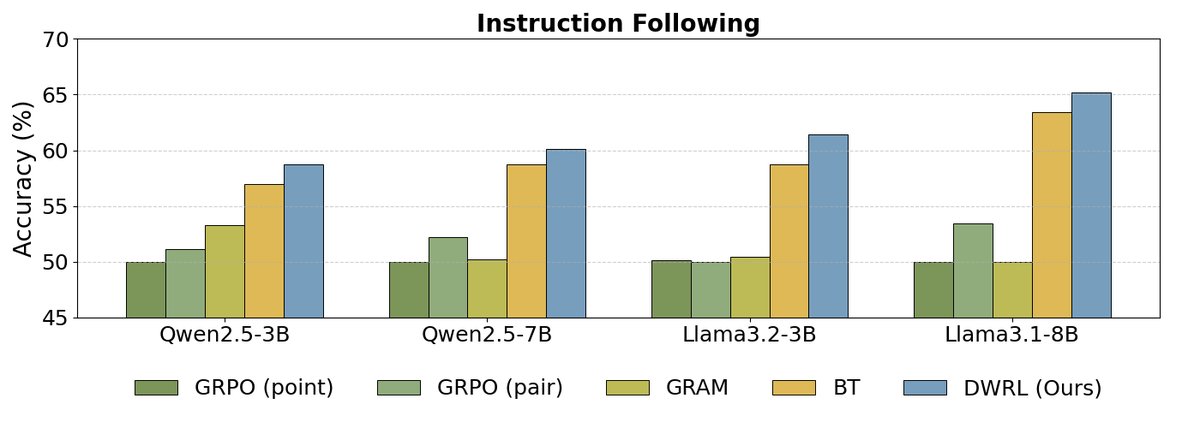 Instruction Following
Accuracy (%)
70
65
60
55
50
45
Qwen2.5-3B Qwen2.5-7B Llama3.2-3B Llama3.1-8B
GRPO (point) GRPO (pair) GRAM BT DWRL (Ours)